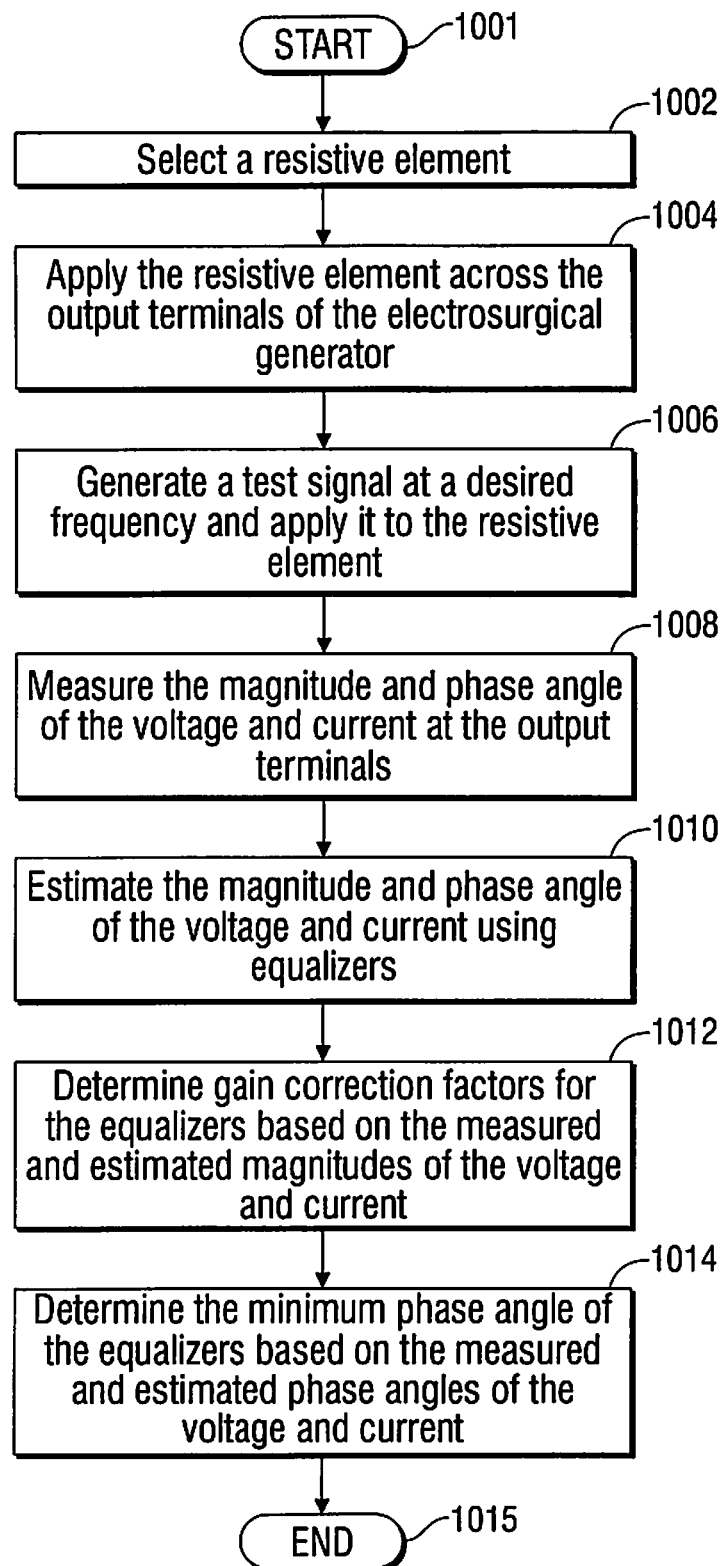 START
1001
1002
Select a resistive element
1004
Apply the resistive element across the
output terminals of the electrosurgical
generator
1006
Generate a test signal at a desired
frequency and apply it to the resistive
element
1008
Measure the magnitude and phase angle
of the voltage and current at the output
terminals
1010
Estimate the magnitude and phase angle
of the voltage and current using
equalizers
1012
Determine gain correction factors for
the equalizers based on the measured
and estimated magnitudes of the voltage
and current
1014
Determine the minimum phase angle of
the equalizers based on the measured
and estimated phase angles of the
voltage and current
END
1015